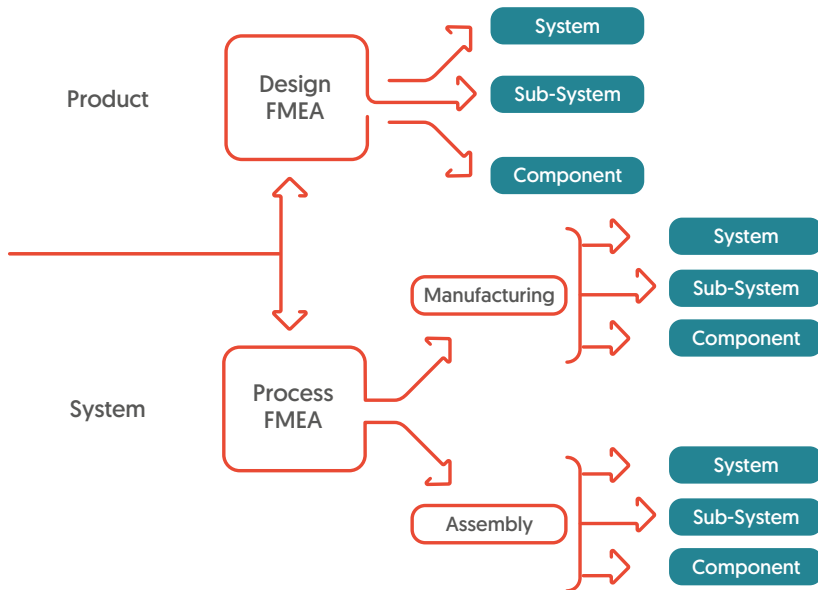 System
Product
Design
FMEA
Sub-System
Component
System
Manufacturing
Sub-System
Component
System
Process
FMEA
System
Assembly
Sub-System
Component